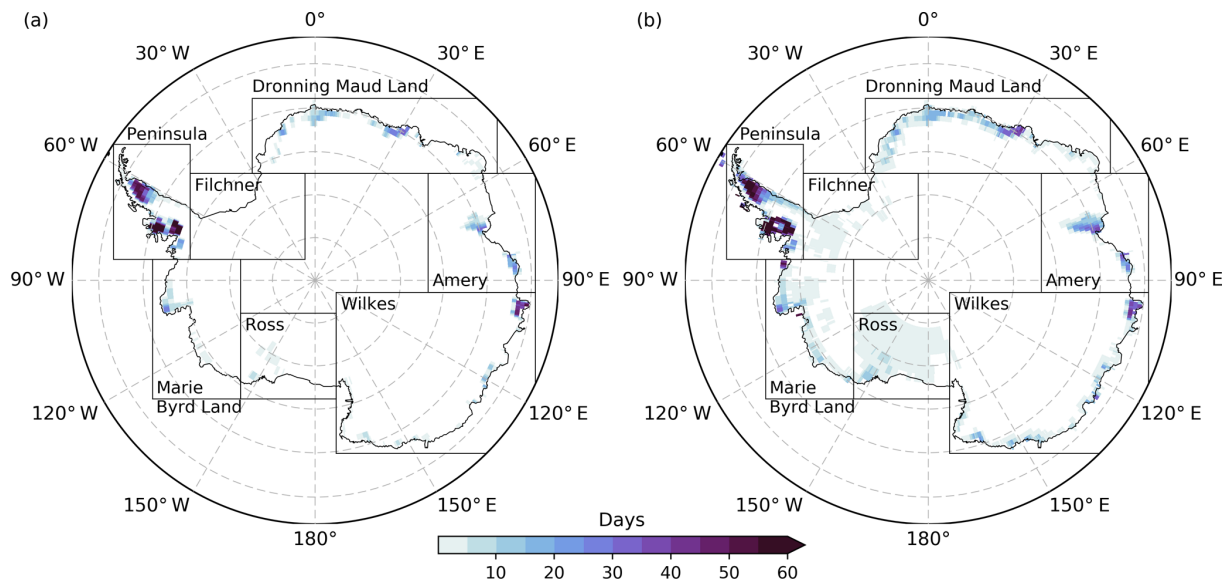 (a)
0°
30° W
30° E
Dronning Maud Land
60° W
Peninsula
60° E
Filchner
90° W
Amery
90° E
Wilkes
Ross
Marie
Byrd Land
120° W
120° E
150° W
150° E
180°
(b)
0°
30° W
30° E
Dronning Maud Land
60° W
Peninsula
60° E
Filchner
90° W
Amery
90° E
Wilkes
Ross
Marie
Byrd Land
120° W
120° E
150° W
150° E
180°
Days
10 20 30 40 50 60